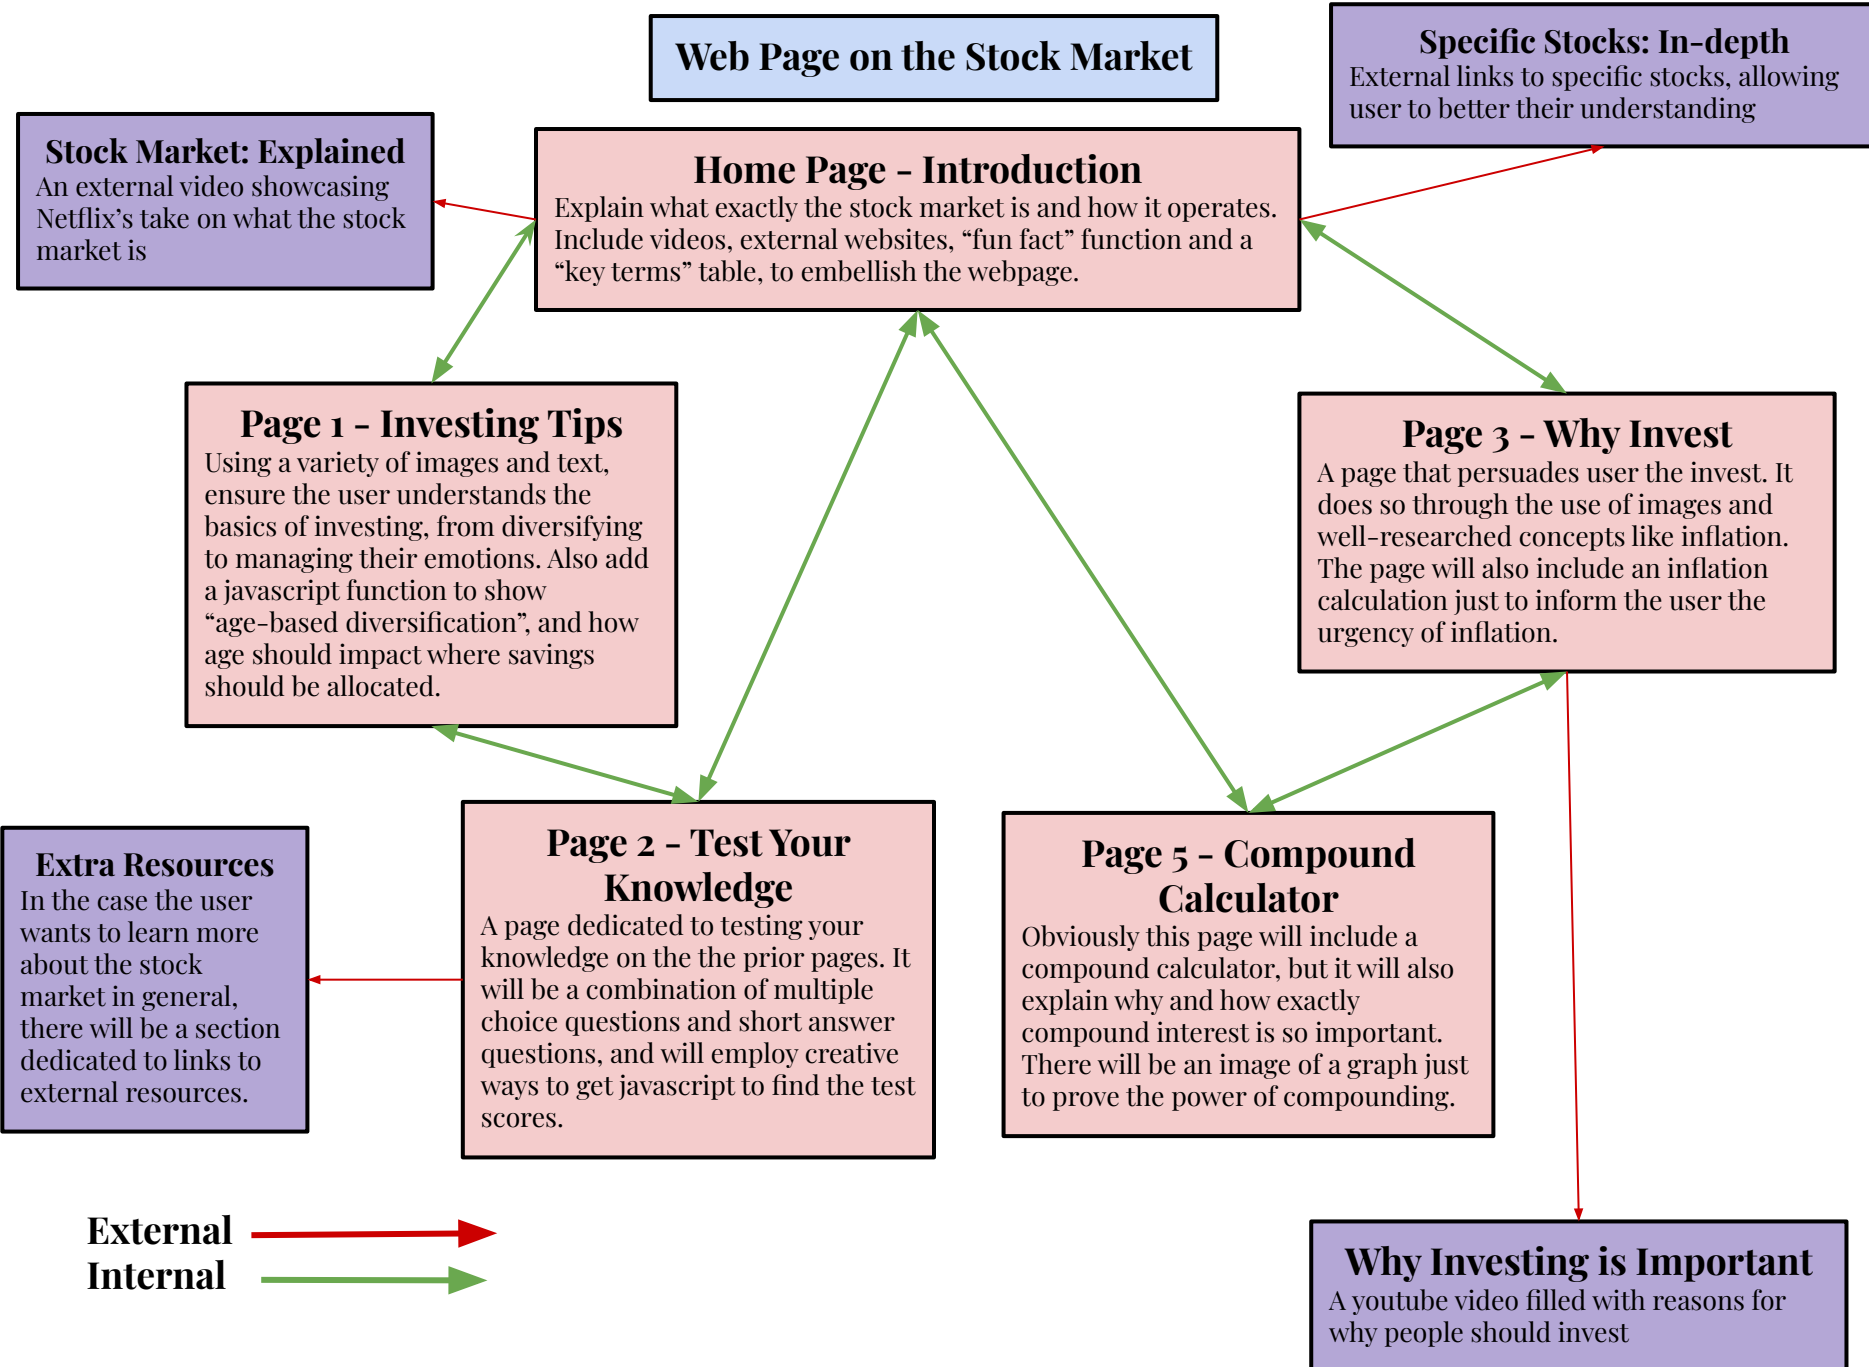 Web Page on the Stock Market
Specific Stocks: In-depth
External links to specific stocks, allowing
user to better their understanding
Stock Market: Explained
An external video showcasing
Netflix’s take on what the stock
market is
Home Page - Introduction
Explain what exactly the stock market is and how it operates.
Include videos, external websites, “fun fact” function and a
“key terms” table, to embellish the webpage.
Page 1 - Investing Tips
Using a variety of images and text,
ensure the user understands the
basics of investing, from diversifying
to managing their emotions. Also add
a javascript function to show
“age-based diversification”, and how
age should impact where savings
should be allocated.
Page 3 - Why Invest
A page that persuades user the invest. It
does so through the use of images and
well-researched concepts like inflation.
The page will also include an inflation
calculation just to inform the user the
urgency of inflation.
Extra Resources
In the case the user
wants to learn more
about the stock
market in general,
there will be a section
dedicated to links to
external resources.
Page 2 - Test Your
Knowledge
A page dedicated to testing your
knowledge on the the prior pages. It
will be a combination of multiple
choice questions and short answer
questions, and will employ creative
ways to get javascript to find the test
scores.
Page 5 - Compound
Calculator
Obviously this page will include a
compound calculator, but it will also
explain why and how exactly
compound interest is so important.
There will be an image of a graph just
to prove the power of compounding.
External
Internal
Why Investing is Important
A youtube video filled with reasons for
why people should invest